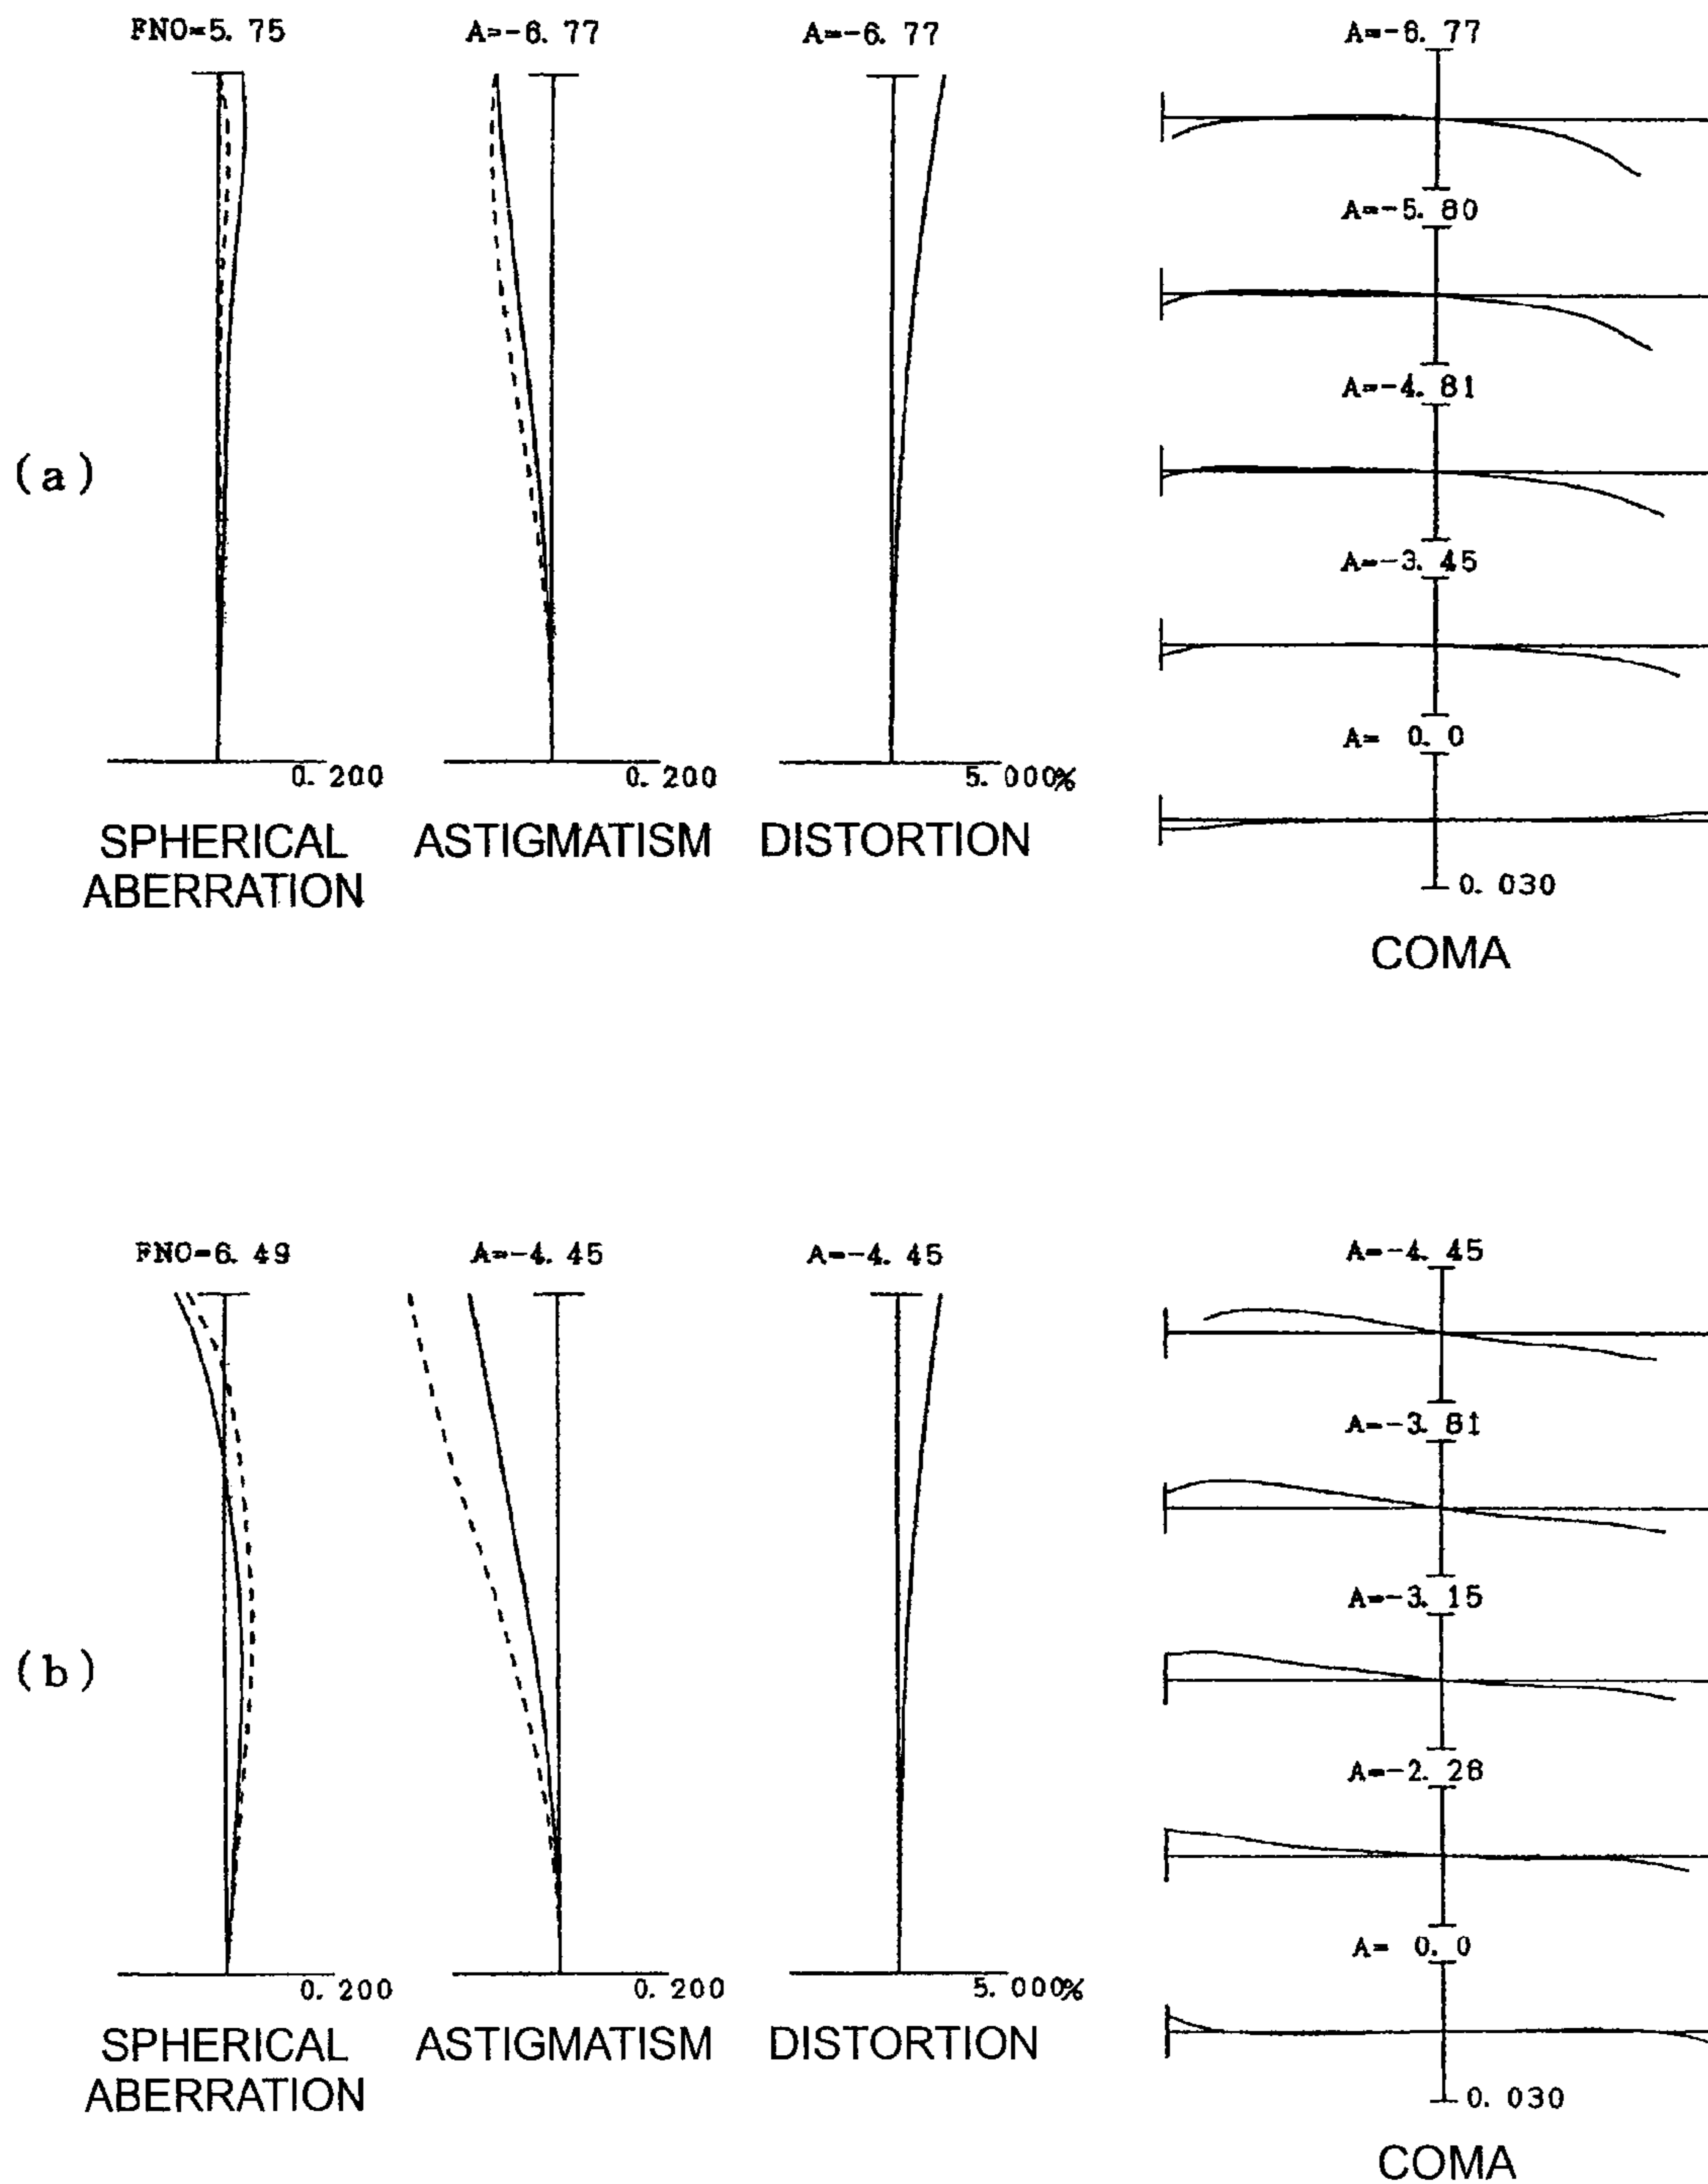 FNO=5. 75
A=-6. 77
A=-6. 77
A=-6. 77
A=-5. 80
A=-4. 81
A=-3. 45
A= 0. 0
(a)
0. 200
0. 200
5. 000%
0. 030
SPHERICAL
ABERRATION
ASTIGMATISM
DISTORTION
COMA
FNO=6. 49
A=-4. 45
A=-4. 45
A=-4. 45
A=-3. 81
A=-3. 15
A=-2. 26
A= 0. 0
(b)
0. 200
0. 200
5. 000%
0. 030
SPHERICAL
ABERRATION
ASTIGMATISM
DISTORTION
COMA